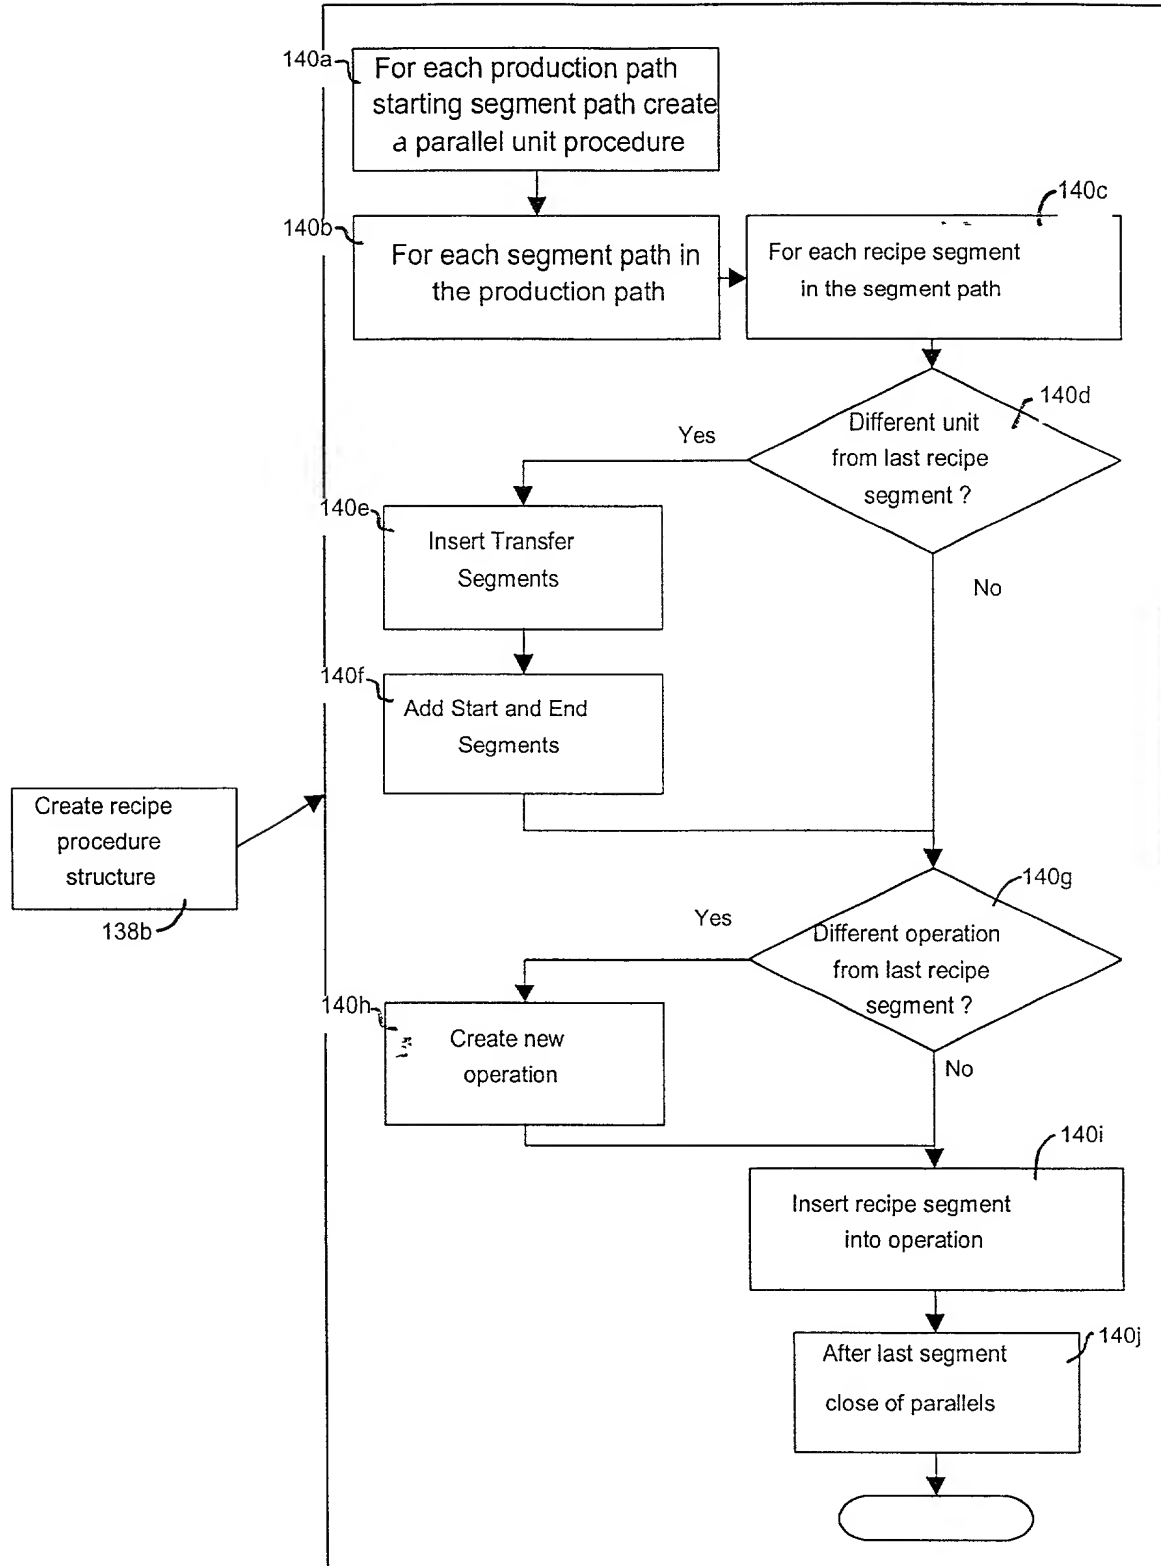 140a
For each production path
starting segment path create
a parallel unit procedure
140b
For each segment path in
the production path
140c
For each recipe segment
in the segment path
140d
Different unit
from last recipe
segment ?
Yes
No
140e
Insert Transfer
Segments
140f
Add Start and End
Segments
Create recipe
procedure
structure
138b
140g
Different operation
from last recipe
segment ?
Yes
No
140h
Create new
operation
140i
Insert recipe segment
into operation
140j
After last segment
close of parallels